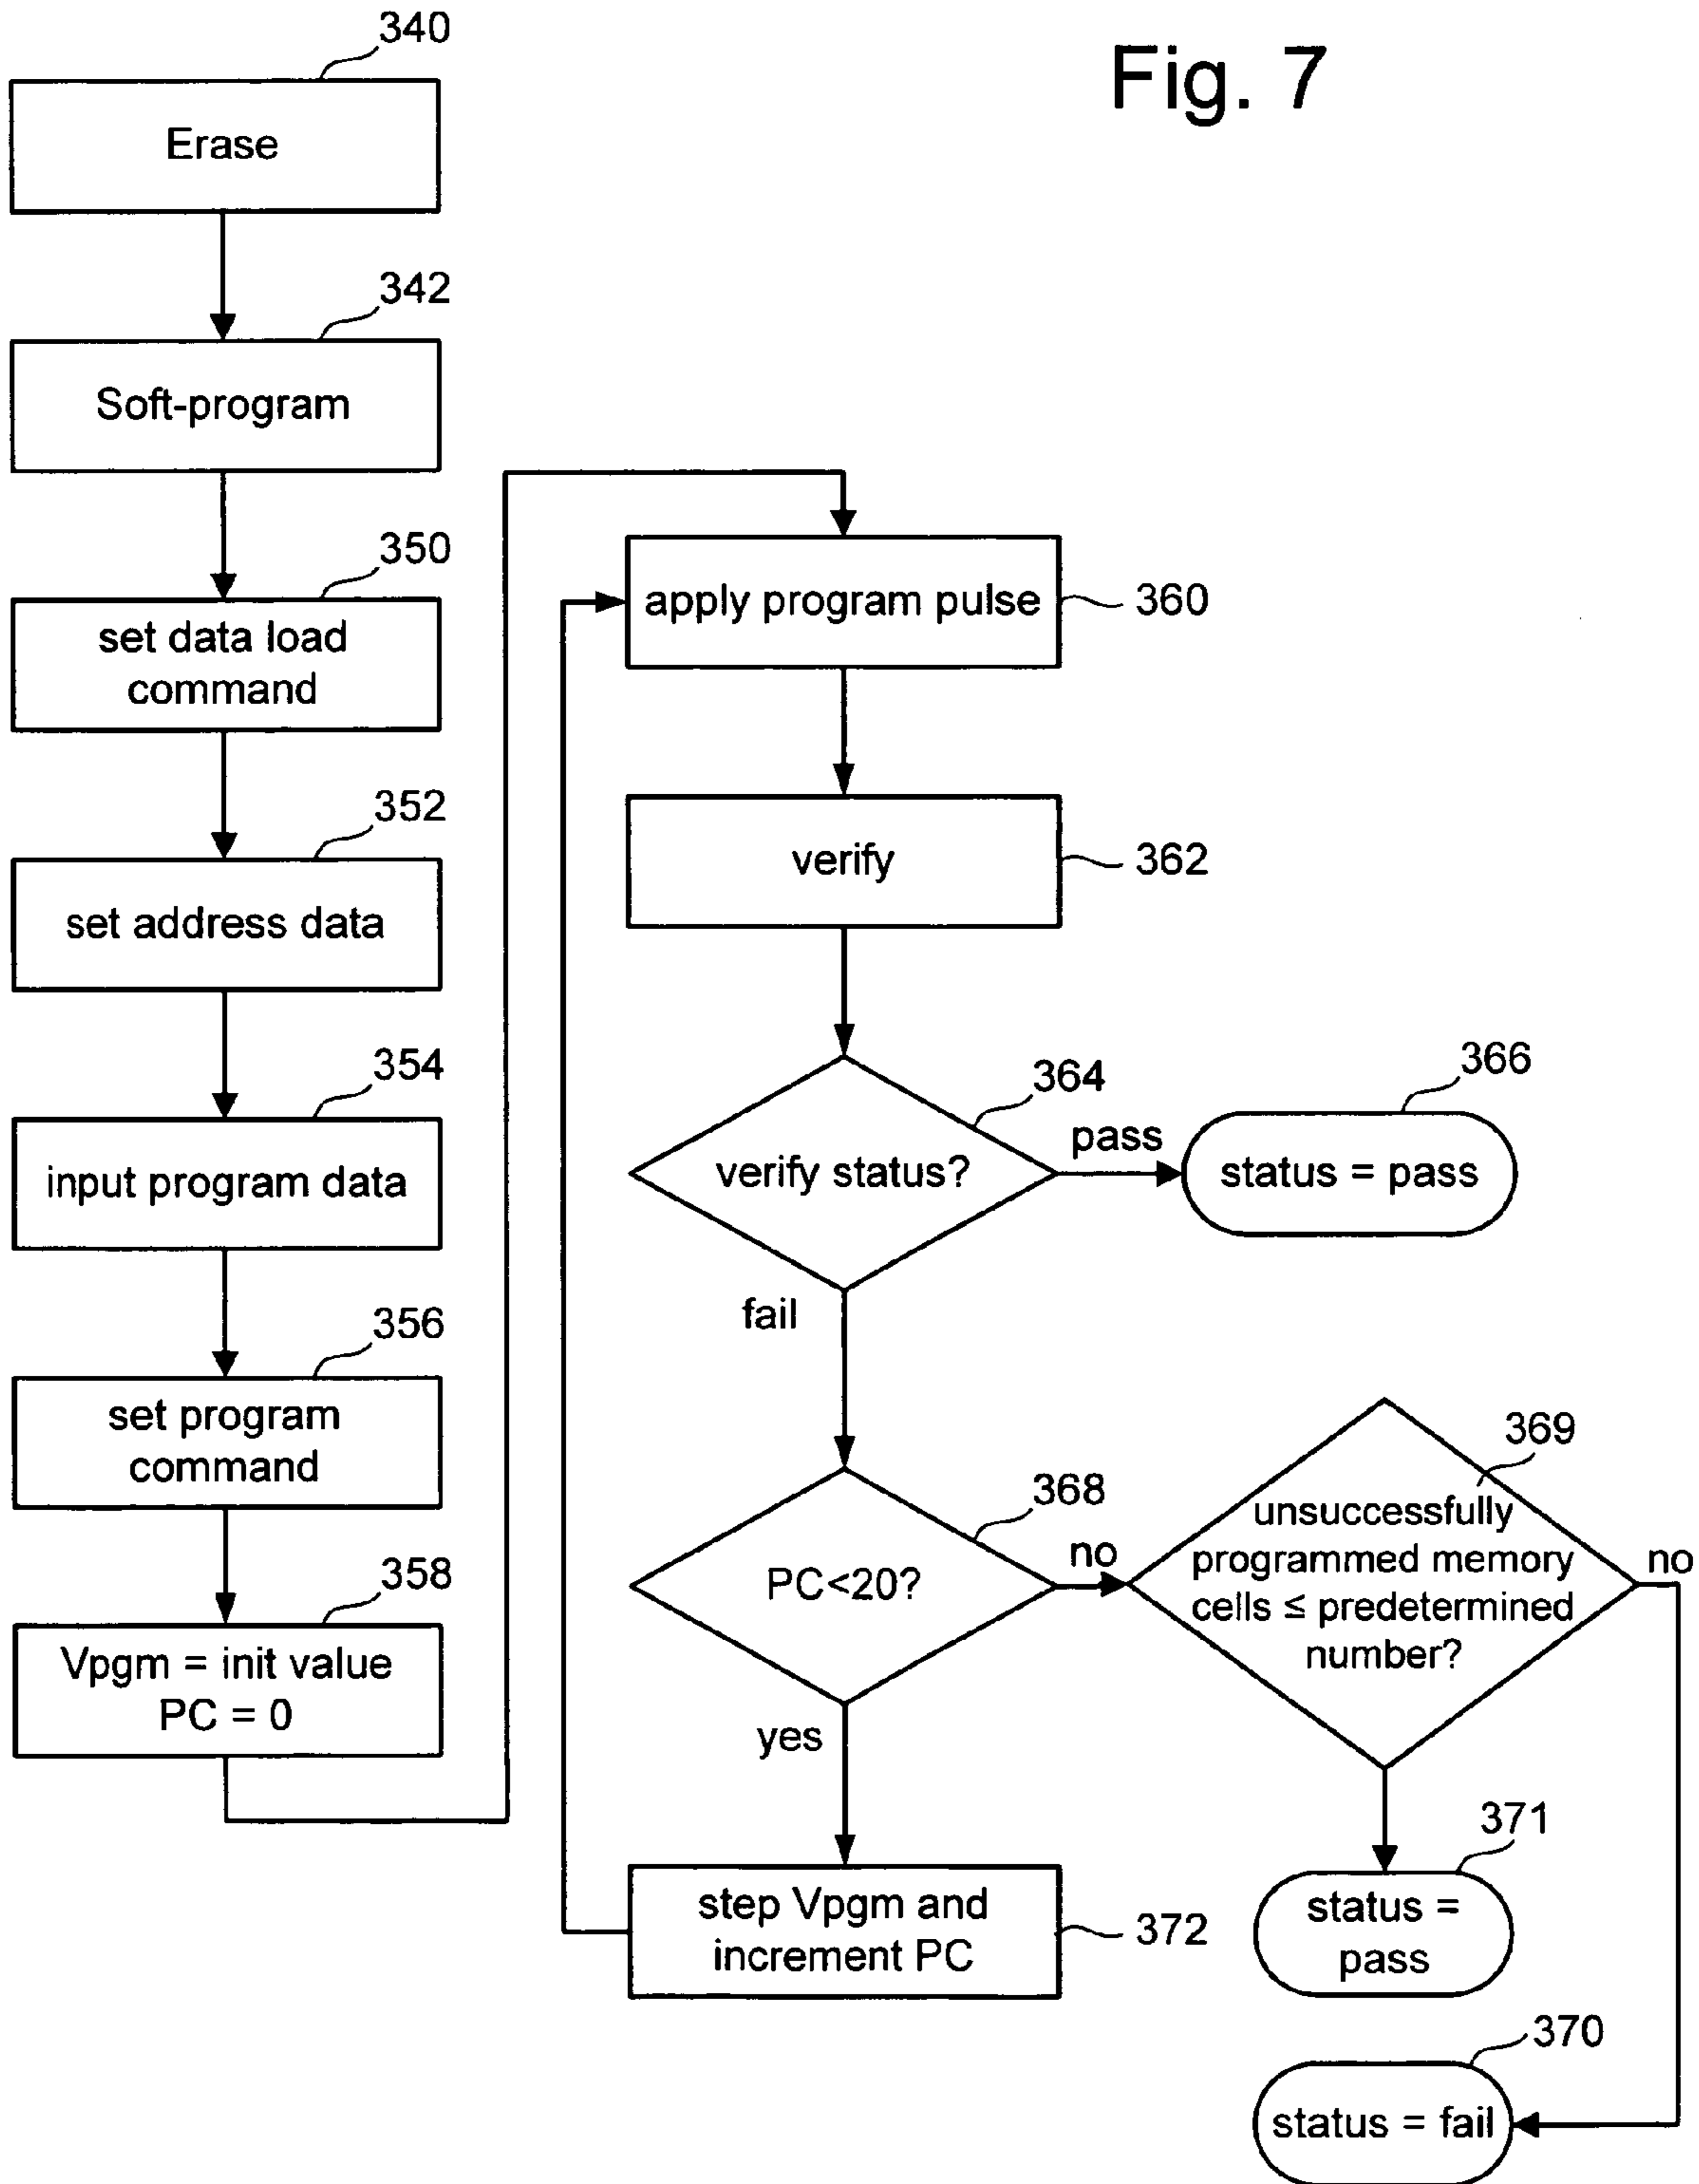 Fig. 7
340
Erase
342
Soft-program
350
set data load
command
352
set address data
354
input program data
356
set program
command
358
Vpgm = init value
PC = 0
apply program pulse
360
verify
362
364
verify status?
pass
366
status = pass
fail
368
PC<20?
no
369
unsuccessfully
programmed memory
cells ≤ predetermined
number?
no
yes
step Vpgm and
increment PC
372
371
status =
pass
370
status = fail